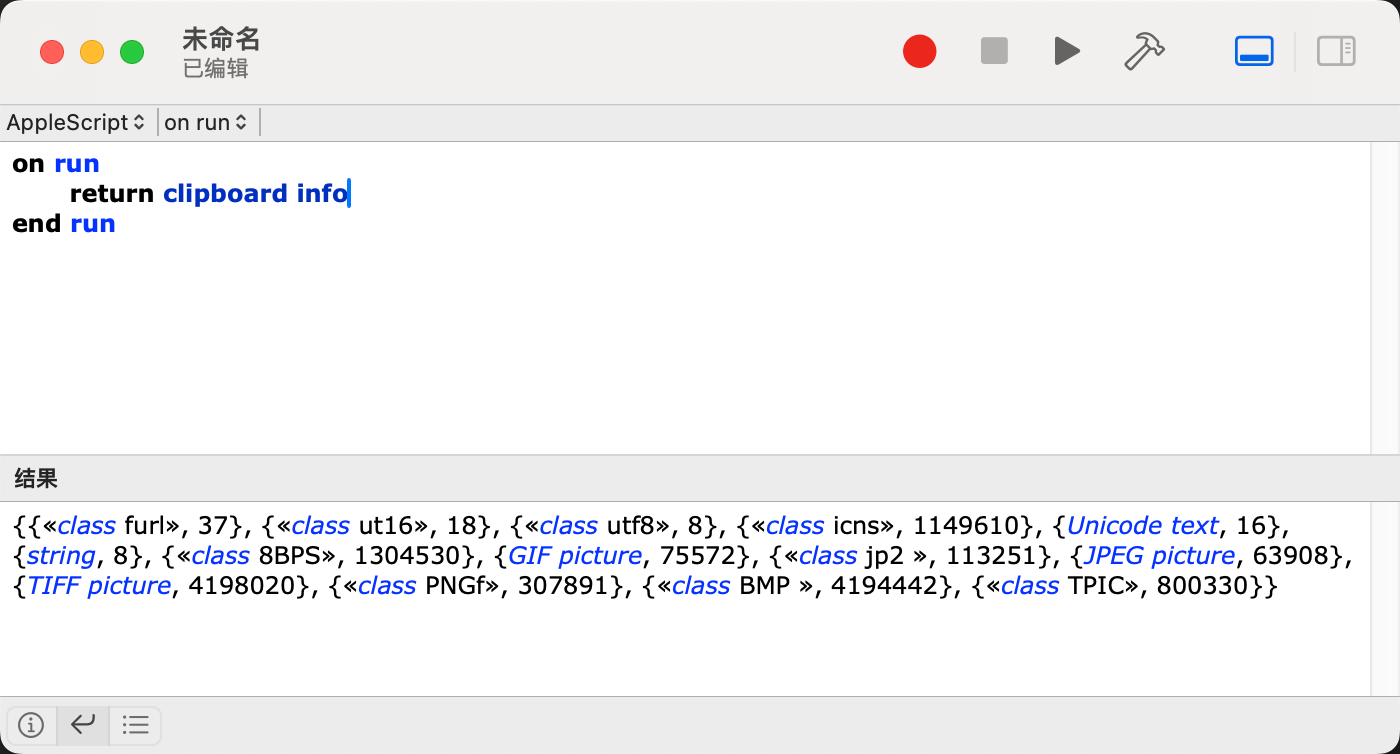 未命名
已编辑
AppleScript on run
on run
return clipboard info
end run
结果
{{«class furl», 37}, {«class ut16», 18}, {«class utf8», 8}, {«class icns», 1149610}, {Unicode text, 16},
{string, 8}, {«class 8BPS», 1304530}, {GIF picture, 75572}, {«class jp2 », 113251}, {JPEG picture, 63908},
{TIFF picture, 4198020}, {«class PNGf», 307891}, {«class BMP », 4194442}, {«class TPIC», 800330}}